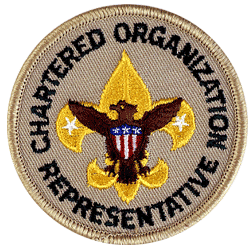 CHARTERED ORGANIZATION
REPRESENTATIVE